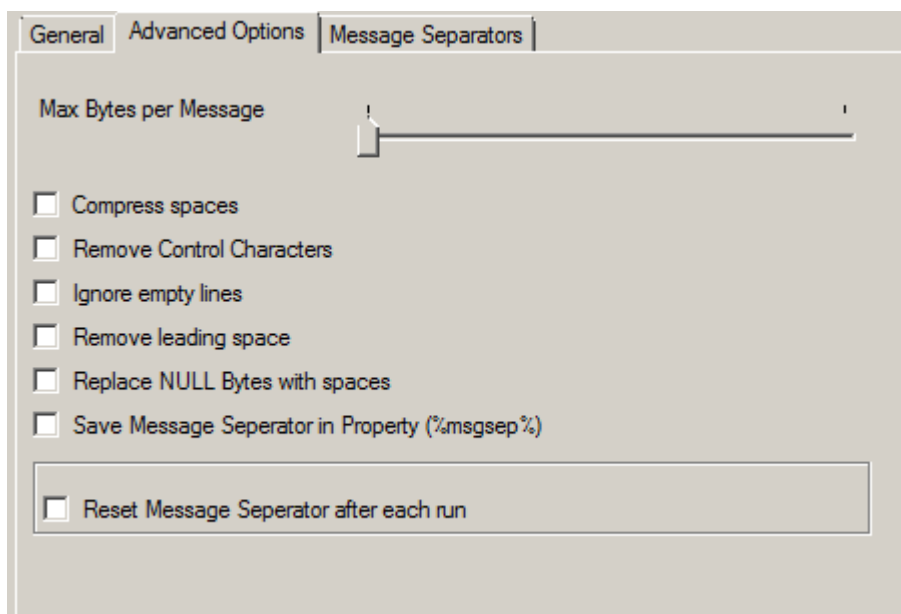 General Advanced Options Message Separators
Max Bytes per Message
Compress spaces
Remove Control Characters
Ignore empty lines
Remove leading space
Replace NULL Bytes with spaces
Save Message Seperator in Property (%msgsep%)
Reset Message Seperator after each run